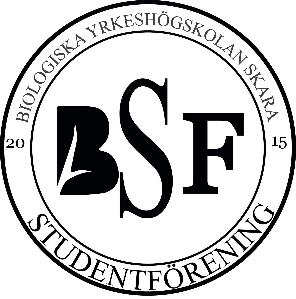 BIOLOGISKA YRKESHÖGSKOLAN SKARA
20 15
BSF
STUDENTFÖRENING